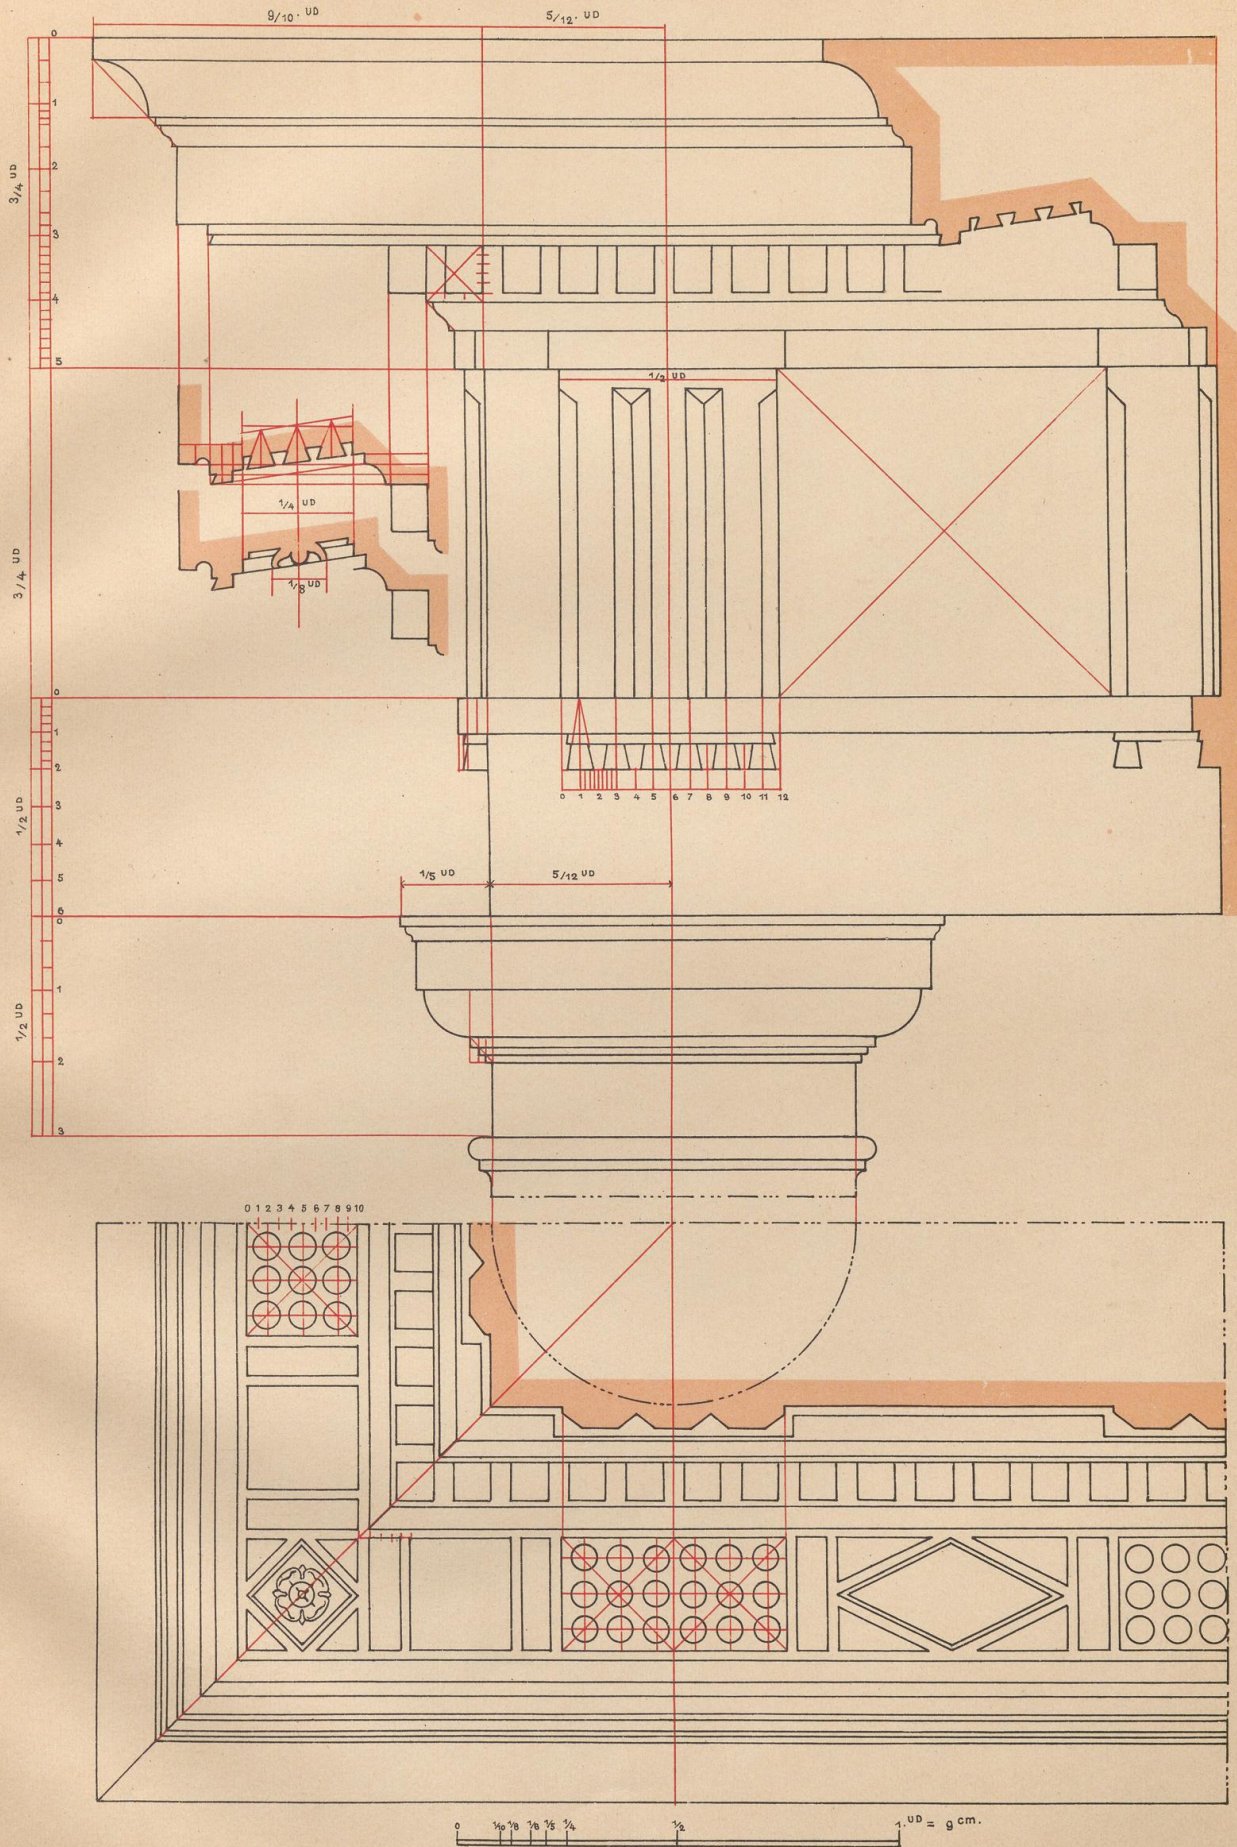 9/10. UD
5/12. UD
0
1
2
3
4
5
3/4 UD
1/2 UD
1/4 UD
1/8 UD
3/4 UD
0
1
2
3
4
5
6
1/2 UD
0 1 2 3 4 5 6 7 8 9 10 11 12
1/5 UD
5/12 UD
0
1
2
3
1/2 UD
0 1 2 3 4 5 6 7 8 9 10
0 1/10 1/8 1/6 1/5 1/4 1/2 1. UD = 9 cm.